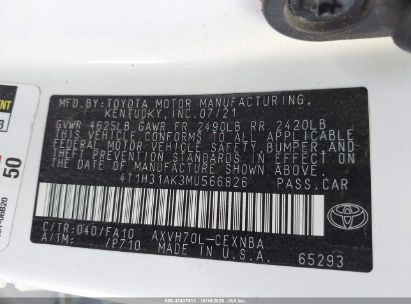 MFD.BY:TOYOTA MOTOR MANUFACTURING,
KENTUCKY,INC.07/21
GVWR 4625LB GAWR FR 2490LB RR 2420LB
THIS VEHICLE CONFORMS TO ALL APPLICABLE
FEDERAL MOTOR VEHICLE SAFETY, BUMPER, AND
THEFT PREVENTION STANDARDS IN EFFECT ON
THE DATE OF MANUFACTURE SHOWN ABOVE.
4T1H31AK3MU566826 PASS.CAR
C/TR:040/FA10 AXVH70L-CEXNBA
A/TM: /P710 MADE IN U.S.A. 65293
TOYOTA
50